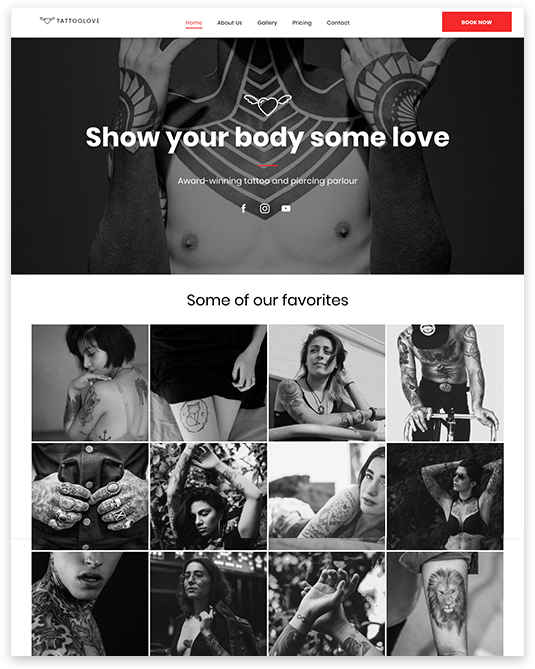 TATTOOLOVE
Home About Us Gallery Pricing Contact
BOOK NOW
Show your body some love
Award-winning tattoo and piercing parlour
Some of our favorites